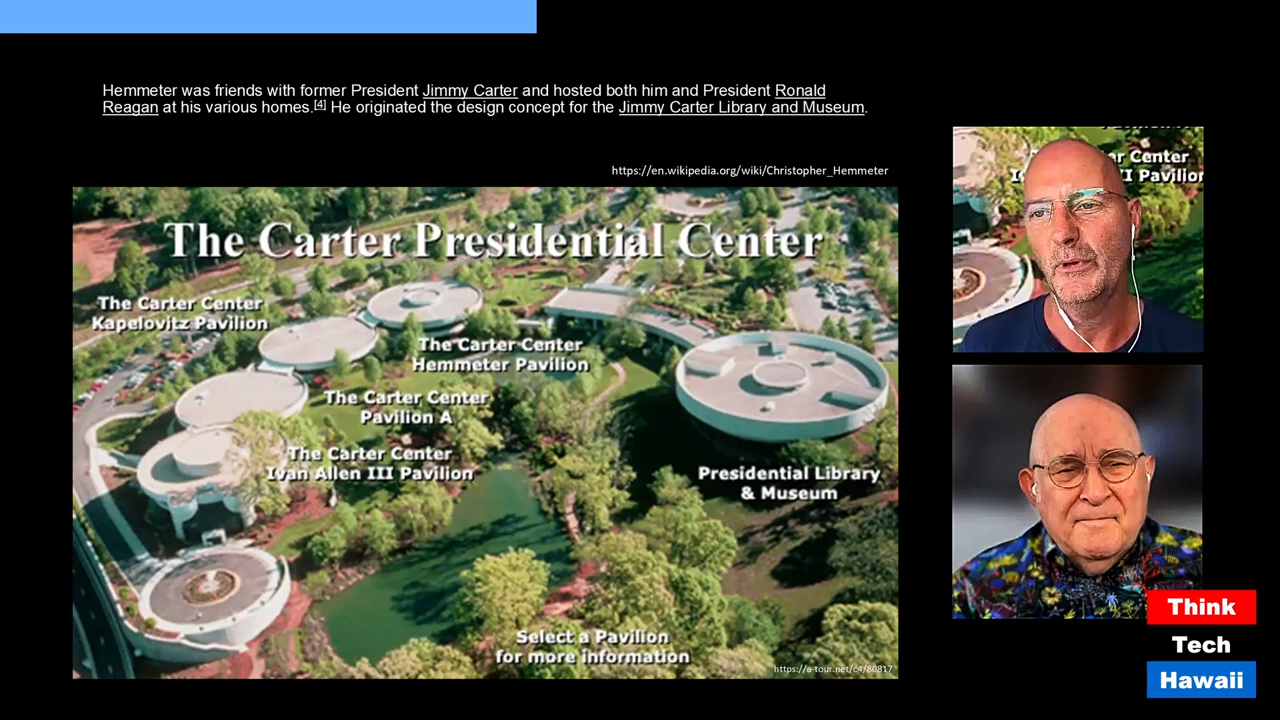 Hemmeter was friends with former President Jimmy Carter and hosted both him and President Ronald
Reagan at his various homes.[4] He originated the design concept for the Jimmy Carter Library and Museum.
https://en.wikipedia.org/wiki/Christopher_Hemmeter
The Carter Presidential Center
The Carter Center
Kapelovitz Pavilion
The Carter Center
Hemmeter Pavilion
The Carter Center
Pavilion A
The Carter Center
Ivan Allen III Pavilion
Presidential Library
& Museum
Select a Pavilion
for more information
https://a-tour.net/c4/80817
Center
II Pavilion
Think
Tech
Hawaii